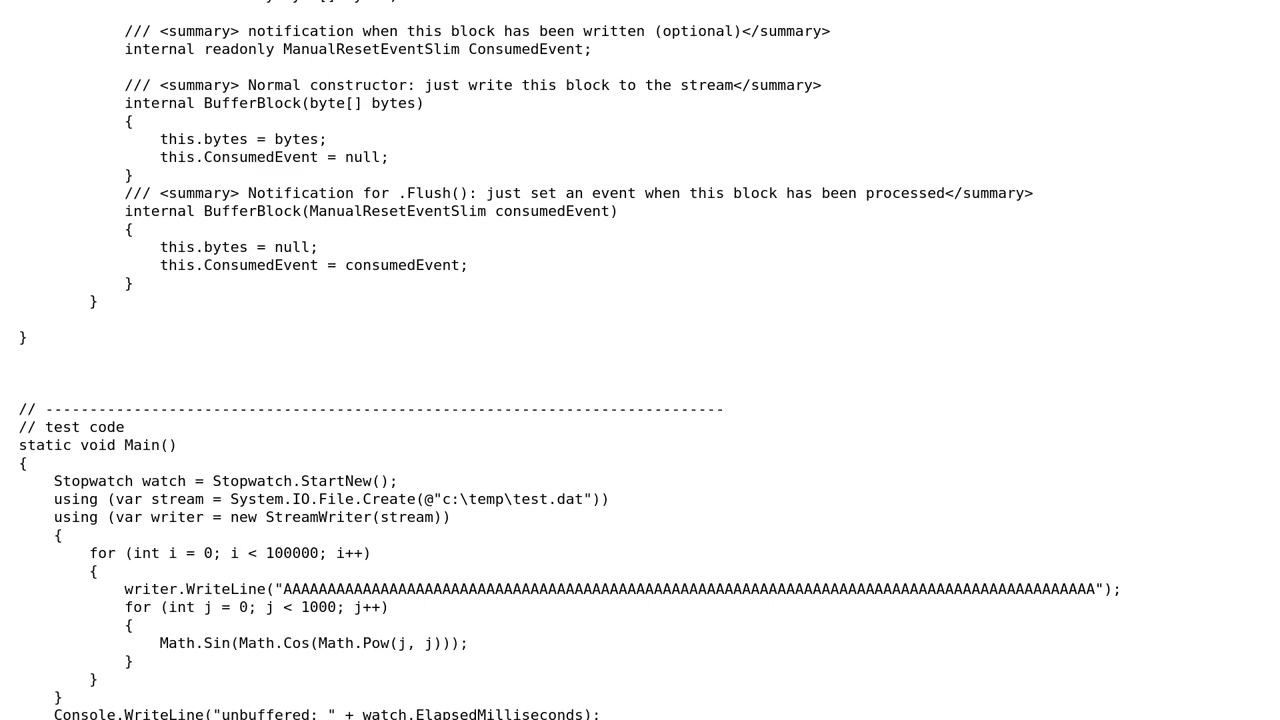 /// <summary> notification when this block has been written (optional)</summary>
internal readonly ManualResetEventSlim ConsumedEvent;
/// <summary> Normal constructor: just write this block to the stream</summary>
internal BufferBlock(byte[] bytes)
{
this.bytes = bytes;
this.ConsumedEvent = null;
}
/// <summary> Notification for .Flush(): just set an event when this block has been processed</summary>
internal BufferBlock(ManualResetEventSlim consumedEvent)
{
this.bytes = null;
this.ConsumedEvent = consumedEvent;
}
}
}
// -----------------------------------------------------------------------------
// test code
static void Main()
{
Stopwatch watch = Stopwatch.StartNew();
using (var stream = System.IO.File.Create(@"c:\temp\test.dat"))
using (var writer = new StreamWriter(stream))
{
for (int i = 0; i < 100000; i++)
{
writer.WriteLine("AAAAAAAAAAAAAAAAAAAAAAAAAAAAAAAAAAAAAAAAAAAAAAAAAAAAAAAAAAAAAAAAAAAAAAAAAAAAAAAAAAAAAAAAAAAA");
for (int j = 0; j < 1000; j++)
{
Math.Sin(Math.Cos(Math.Pow(j, j)));
}
}
}
Console.WriteLine("unbuffered: " + watch.ElapsedMilliseconds);